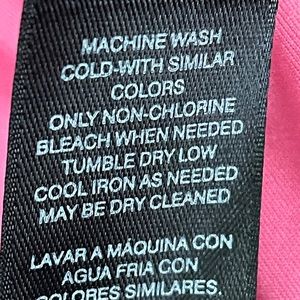 MACHINE WASH
COLD-WITH SIMILAR
COLORS
ONLY NON-CHLORINE
BLEACH WHEN NEEDED
TUMBLE DRY LOW
COOL IRON AS NEEDED
MAY BE DRY CLEANED
LAVAR A MÁQUINA CON
AGUA FRIA CON
COLORES SIMILARES.